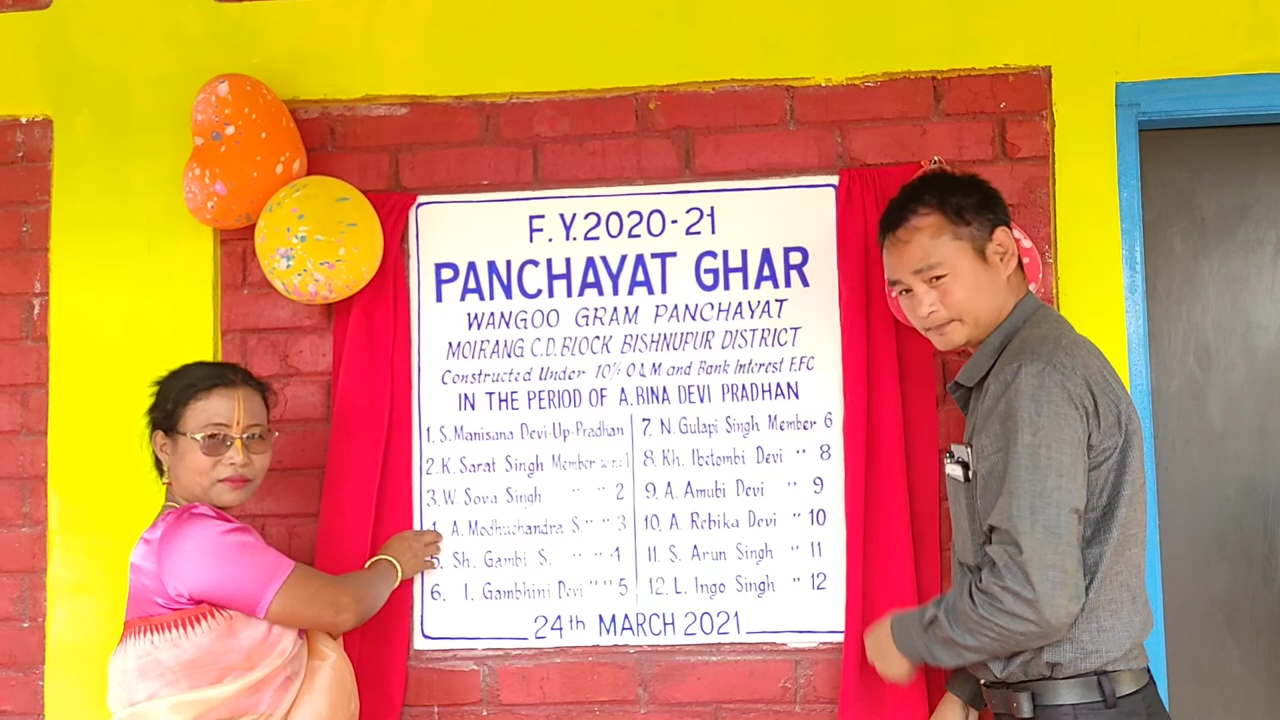 F.Y.2020-21
PANCHAYAT GHAR
WANGOO GRAM PANCHAYAT
MOIRANG C.D.BLOCK BISHNUPUR DISTRICT
Constructed Under 10% O&M and Bank Interest F.FC
IN THE PERIOD OF A.BINA DEVI PRADHAN
1. S.Manisana Devi-Up-Pradhan
2. K. Sarat Singh Member
3. W. Sova Singh " " 2
A. Modhuchandra S. " " 3
5. Sh. Gambi S. " " 4
6. I. Gambhini Devi " " 5
7. N. Gulapi Singh Member 6
8. Kh. Ibetombi Devi " 8
9. A. Amubi Devi " 9
10. A. Rebika Devi " 10
11. S. Arun Singh " 11
12. L. Ingo Singh " 12
24th MARCH 2021